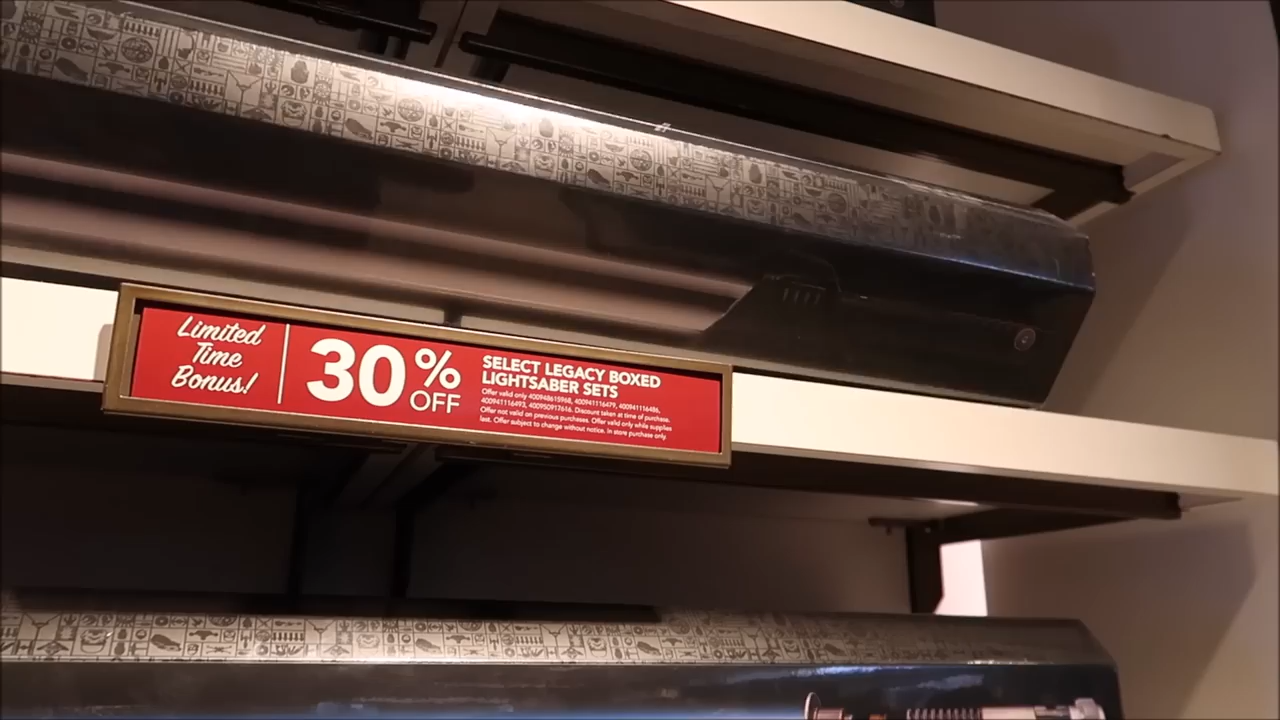 Limited
Time
Bonus!
30%
OFF
SELECT LEGACY BOXED
LIGHTSABER SETS
Offer valid only 400948615968, 400941116479, 400941116486,
400941116493, 400950917616. Discount taken at time of purchase.
Offer not valid on previous purchases. Offer valid only while supplies
last. Offer subject to change without notice. In store purchase only.